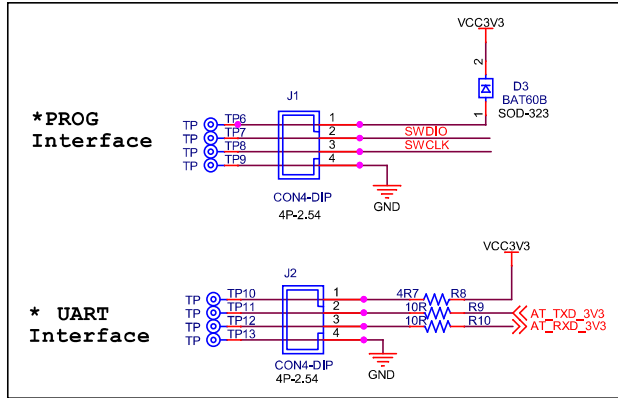 VCC3V3
2
D3
BAT60B
SOD-323
1
J1
*PROG
Interface
TP TP6 1
TP TP7 2 SWDIO
TP TP8 3 SWCLK
TP TP9 4
CON4-DIP
4P-2.54
GND
VCC3V3
J2
* UART
Interface
TP TP10 1 4R7 R8
TP TP11 2 10R R9 AT_TXD_3V3
TP TP12 3 10R R10 AT_RXD_3V3
TP TP13 4
CON4-DIP
4P-2.54
GND